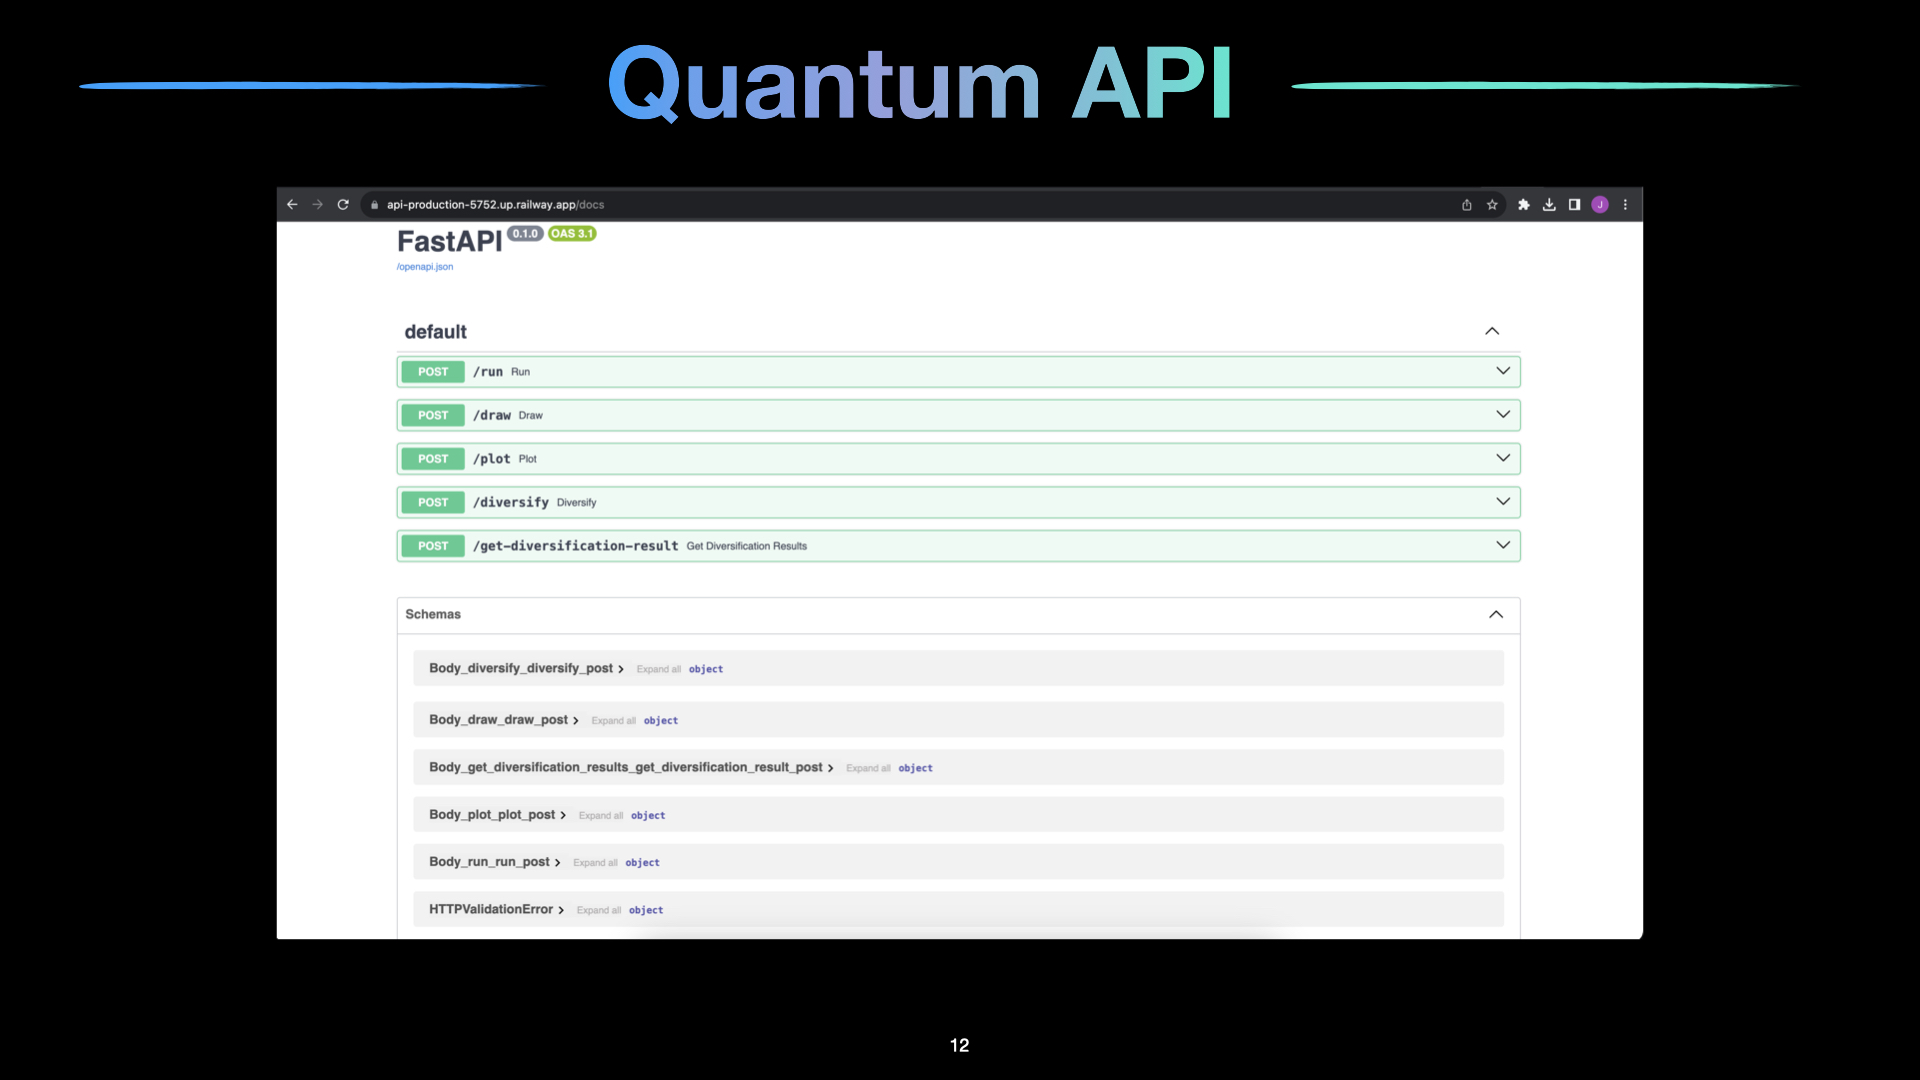 Quantum API
api-production-5752.up.railway.app/docs
J
FastAPI 0.1.0 OAS 3.1
/openapi.json
default
POST /run Run
POST /draw Draw
POST /plot Plot
POST /diversify Diversify
POST /get-diversification-result Get Diversification Results
Schemas
Body_diversify_diversify_post Expand all object
Body_draw_draw_post Expand all object
Body_get_diversification_results_get_diversification_result_post Expand all object
Body_plot_plot_post Expand all object
Body_run_run_post Expand all object
HTTPValidationError Expand all object
12